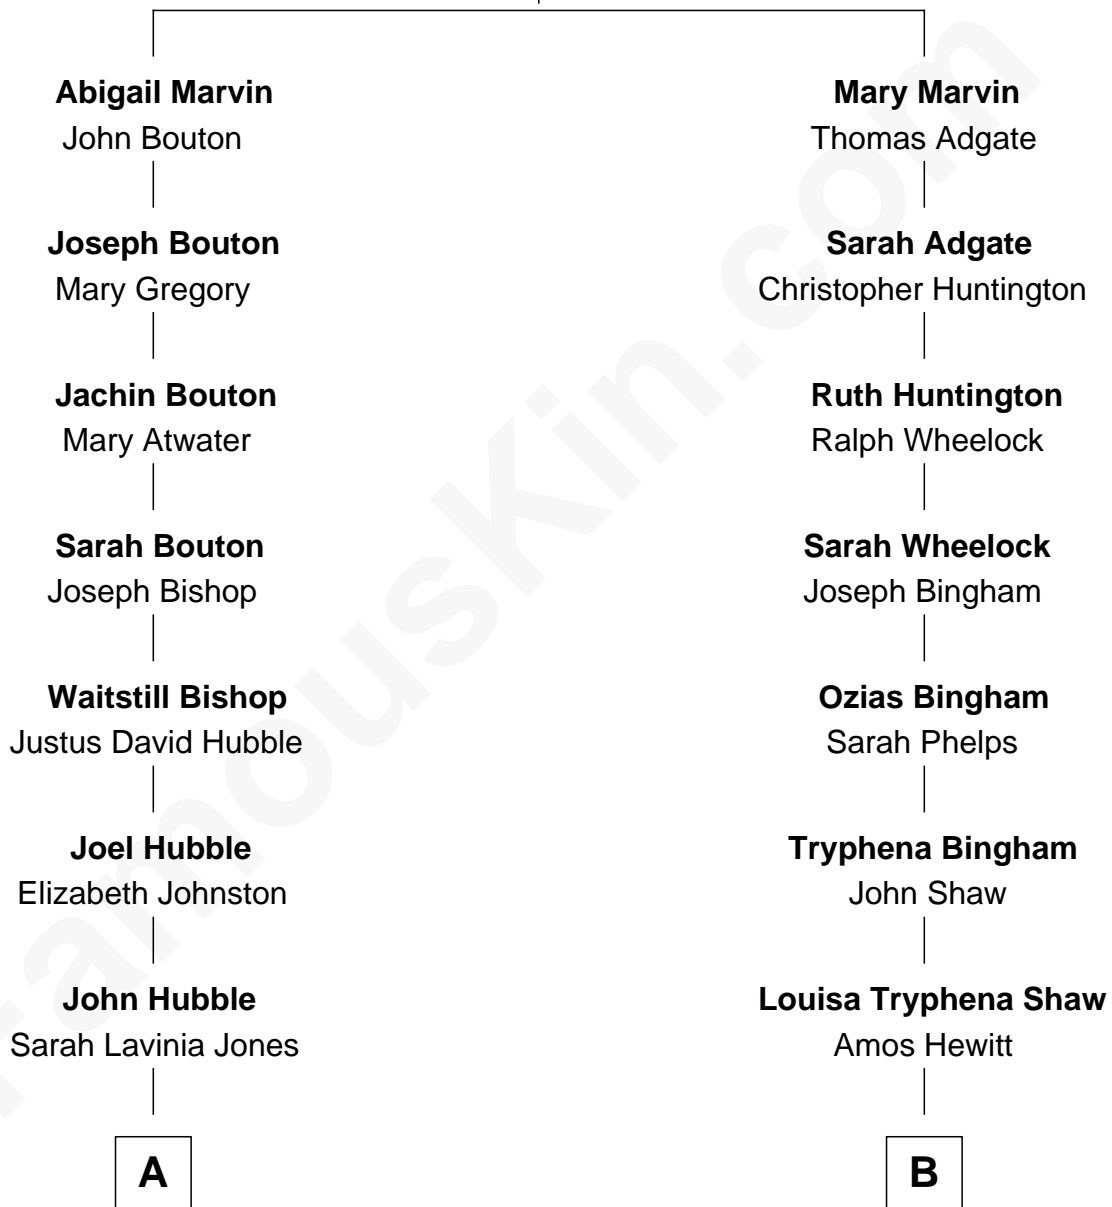 Abigail Marvin
John Bouton
Mary Marvin
Thomas Adgate
Joseph Bouton
Mary Gregory
Sarah Adgate
Christopher Huntington
Jachin Bouton
Mary Atwater
Ruth Huntington
Ralph Wheelock
Sarah Bouton
Joseph Bishop
Sarah Wheelock
Joseph Bingham
Waitstill Bishop
Justus David Hubble
Ozias Bingham
Sarah Phelps
Joel Hubble
Elizabeth Johnston
Tryphena Bingham
John Shaw
John Hubble
Sarah Lavinia Jones
Louisa Tryphena Shaw
Amos Hewitt
A
B
FamousKin.com